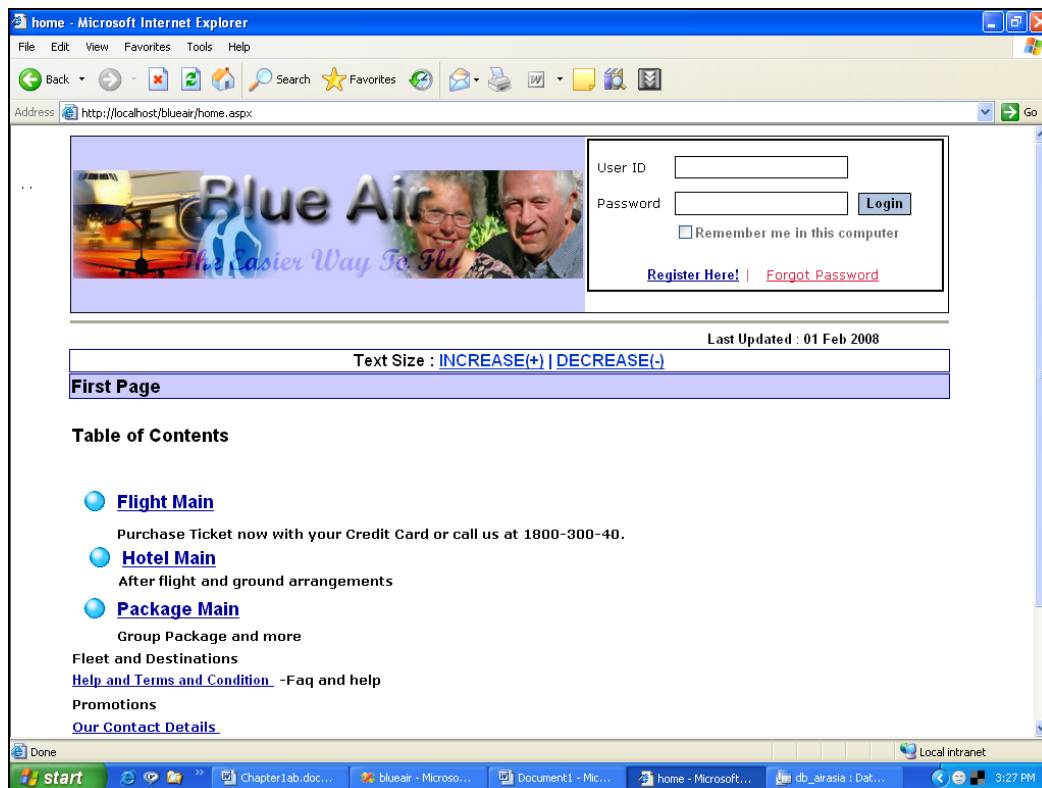 home - Microsoft Internet Explorer
File Edit View Favorites Tools Help
Back Search Favorites
Address http://localhost/blueair/home.aspx Go
Blue Air
The Easier Way To Fly
User ID
Password Login
Remember me in this computer
Register Here! | Forgot Password
Last Updated : 01 Feb 2008
Text Size : INCREASE(+) | DECREASE(-)
First Page
Table of Contents
Flight Main
Purchase Ticket now with your Credit Card or call us at 1800-300-40.
Hotel Main
After flight and ground arrangements
Package Main
Group Package and more
Fleet and Destinations
Help and Terms and Condition -Faq and help
Promotions
Our Contact Details
Done Local intranet
start Chapter1ab.doc... blueair - Microso... Document1 - Mic... home - Microsoft... db_airasia : Dat... 3:27 PM